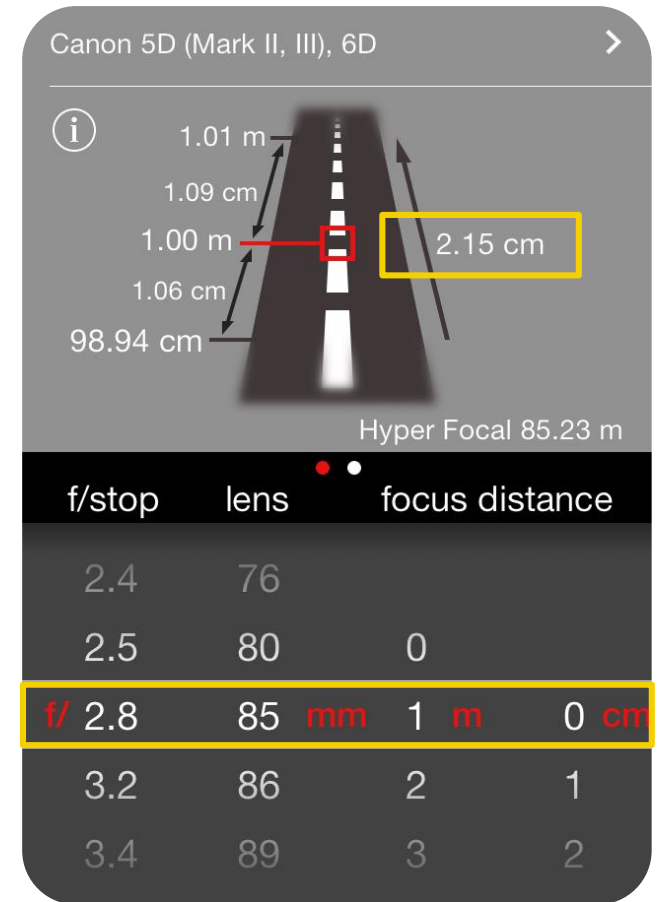 Canon 5D (Mark II, III), 6D >
i
1.01 m
1.09 cm
1.00 m 2.15 cm
1.06 cm
98.94 cm
Hyper Focal 85.23 m
f/stop lens focus distance
2.4 76
2.5 80 0
f/ 2.8 85 mm 1 m 0 cm
3.2 86 2 1
3.4 89 3 2